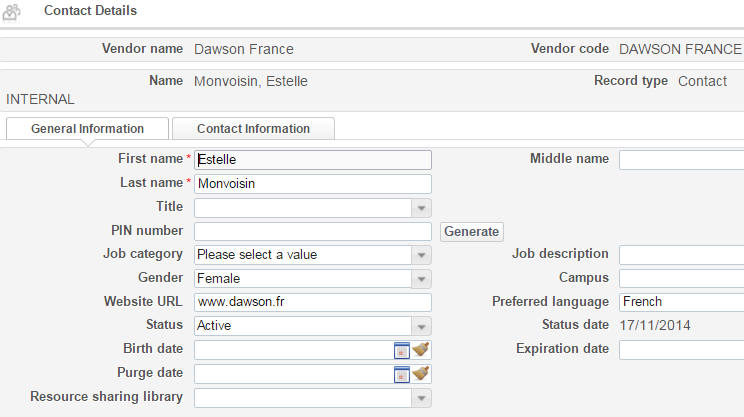 Contact Details
Vendor name Dawson France Vendor code DAWSON FRANCE
Name Monvoisin, Estelle Record type Contact
INTERNAL
General Information Contact Information
First name * Estelle Middle name
Last name * Monvoisin
Title
PIN number Generate
Job category Please select a value Job description
Gender Female Campus
Website URL www.dawson.fr Preferred language French
Status Active Status date 17/11/2014
Birth date Expiration date
Purge date
Resource sharing library